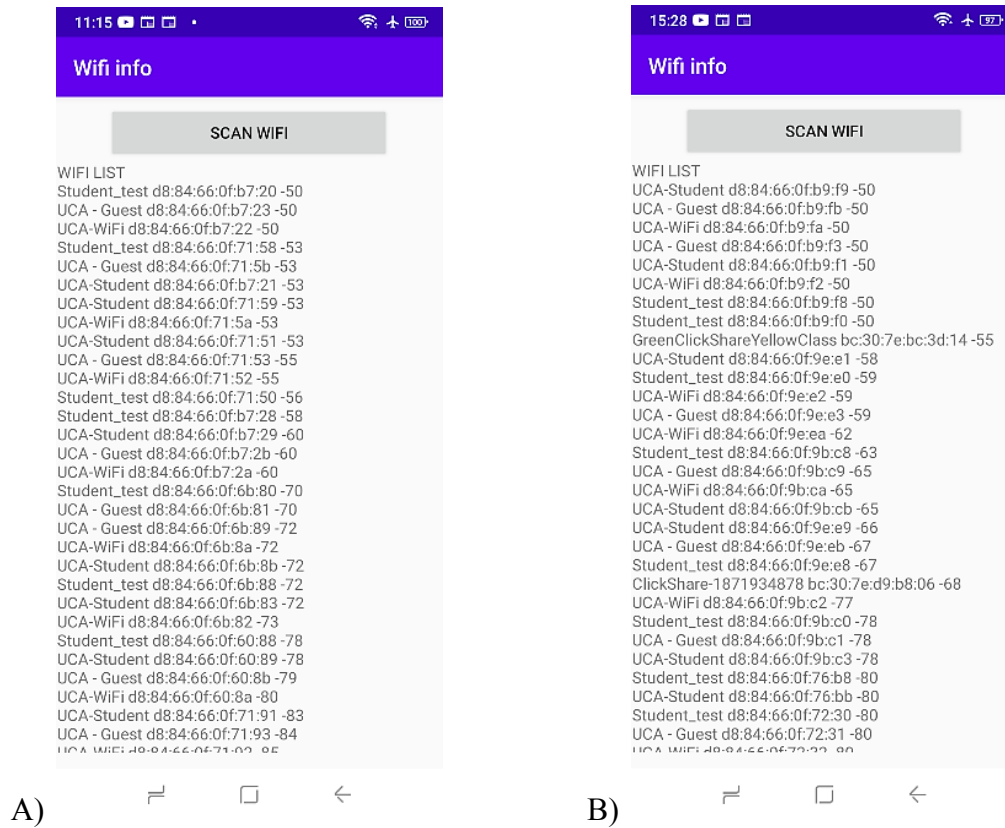 11:15
100
Wifi info
SCAN WIFI
WIFI LIST
Student_test d8:84:66:0f:b7:20 -50
UCA - Guest d8:84:66:0f:b7:23 -50
UCA-WiFi d8:84:66:0f:b7:22 -50
Student_test d8:84:66:0f:71:58 -53
UCA - Guest d8:84:66:0f:71:5b -53
UCA-Student d8:84:66:0f:b7:21 -53
UCA-Student d8:84:66:0f:71:59 -53
UCA-WiFi d8:84:66:0f:71:5a -53
UCA-Student d8:84:66:0f:71:51 -53
UCA - Guest d8:84:66:0f:71:53 -55
UCA-WiFi d8:84:66:0f:71:52 -55
Student_test d8:84:66:0f:71:50 -56
Student_test d8:84:66:0f:b7:28 -58
UCA-Student d8:84:66:0f:b7:29 -60
UCA - Guest d8:84:66:0f:b7:2b -60
UCA-WiFi d8:84:66:0f:b7:2a -60
Student_test d8:84:66:0f:6b:80 -70
UCA - Guest d8:84:66:0f:6b:81 -70
UCA - Guest d8:84:66:0f:6b:89 -72
UCA-WiFi d8:84:66:0f:6b:8a -72
UCA-Student d8:84:66:0f:6b:8b -72
Student_test d8:84:66:0f:6b:88 -72
UCA-Student d8:84:66:0f:6b:83 -72
UCA-WiFi d8:84:66:0f:6b:82 -73
Student_test d8:84:66:0f:60:88 -78
UCA-Student d8:84:66:0f:60:89 -78
UCA - Guest d8:84:66:0f:60:8b -79
UCA-WiFi d8:84:66:0f:60:8a -80
UCA-Student d8:84:66:0f:71:91 -83
UCA - Guest d8:84:66:0f:71:93 -84
UCA-WiFi d8:84:66:0f:71:92 -85
A)
15:28
97
Wifi info
SCAN WIFI
WIFI LIST
UCA-Student d8:84:66:0f:b9:f9 -50
UCA - Guest d8:84:66:0f:b9:fb -50
UCA-WiFi d8:84:66:0f:b9:fa -50
UCA - Guest d8:84:66:0f:b9:f3 -50
UCA-Student d8:84:66:0f:b9:f1 -50
UCA-WiFi d8:84:66:0f:b9:f2 -50
Student_test d8:84:66:0f:b9:f8 -50
Student_test d8:84:66:0f:b9:f0 -50
GreenClickShareYellowClass bc:30:7e:bc:3d:14 -55
UCA-Student d8:84:66:0f:9e:e1 -58
Student_test d8:84:66:0f:9e:e0 -59
UCA-WiFi d8:84:66:0f:9e:e2 -59
UCA - Guest d8:84:66:0f:9e:e3 -59
UCA-WiFi d8:84:66:0f:9e:ea -62
Student_test d8:84:66:0f:9b:c8 -63
UCA - Guest d8:84:66:0f:9b:c9 -65
UCA-WiFi d8:84:66:0f:9b:ca -65
UCA-Student d8:84:66:0f:9b:cb -65
UCA-Student d8:84:66:0f:9e:e9 -66
UCA - Guest d8:84:66:0f:9e:eb -67
Student_test d8:84:66:0f:9e:e8 -67
ClickShare-1871934878 bc:30:7e:d9:b8:06 -68
UCA-WiFi d8:84:66:0f:9b:c2 -77
Student_test d8:84:66:0f:9b:c0 -78
UCA - Guest d8:84:66:0f:9b:c1 -78
UCA-Student d8:84:66:0f:9b:c3 -78
Student_test d8:84:66:0f:76:b8 -80
UCA-Student d8:84:66:0f:76:bb -80
Student_test d8:84:66:0f:72:30 -80
UCA - Guest d8:84:66:0f:72:31 -80
UCA-WiFi d8:84:66:0f:72:32 -80
B)